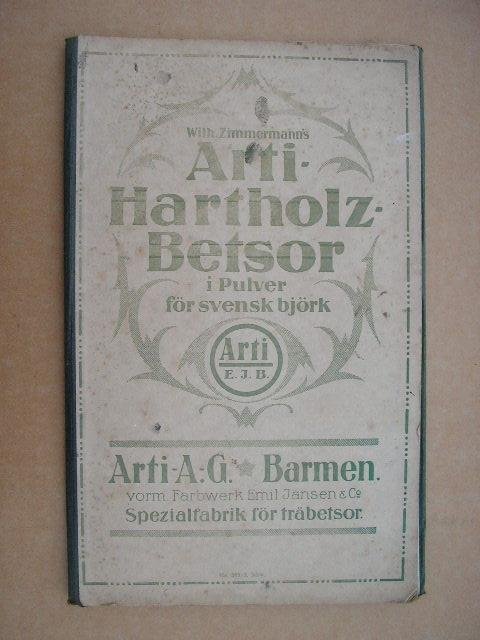 Wilh. Zimmermann's
Arti-
Hartholz-
Betsor
i Pulver
för svensk björk
Arti
E. J. B.
Arti-A.-G. ★ Barmen.
vorm. Farbwerk Emil Jansen & Co
Spezialfabrik för träbetsor.